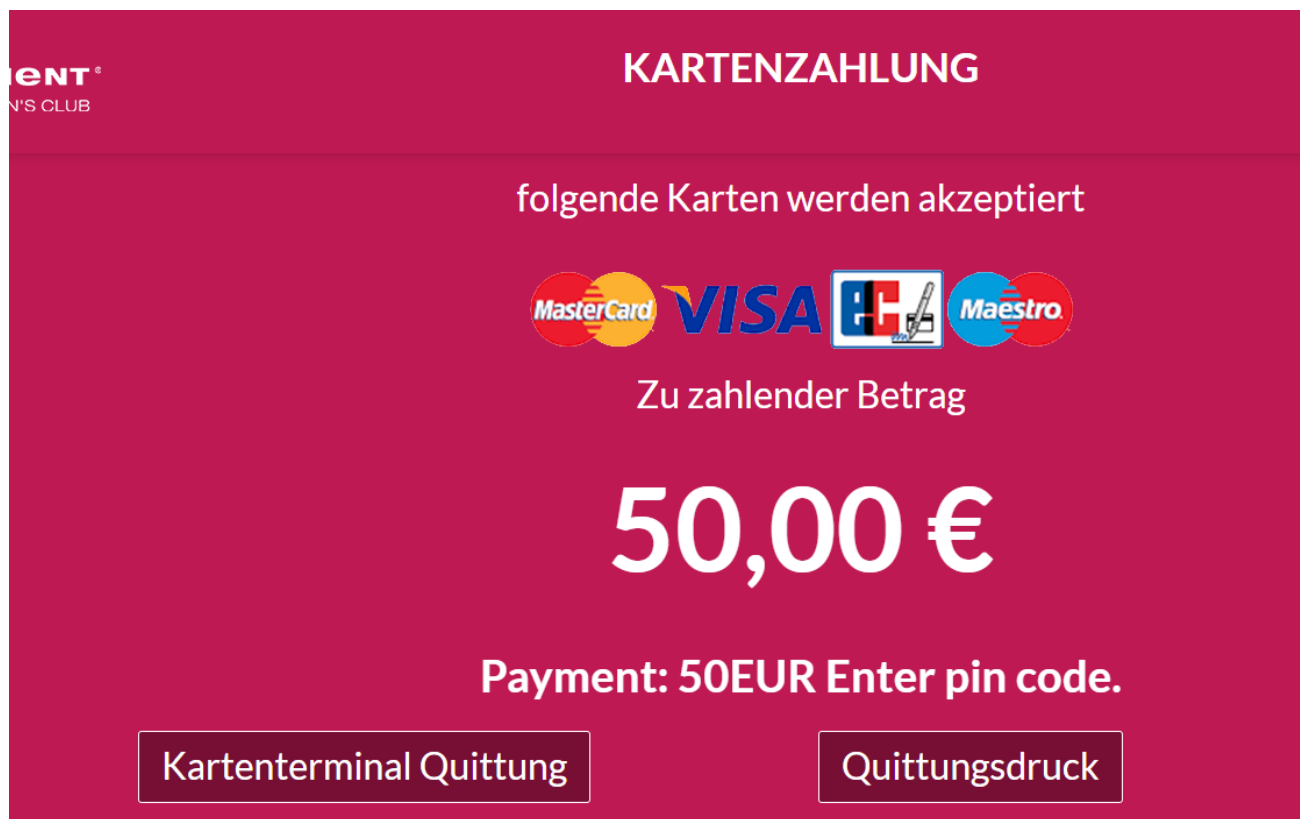 KARTENZAHLUNG
folgende Karten werden akzeptiert
MasterCard VISA ec Maestro
Zu zahlender Betrag
50,00 €
Payment: 50EUR Enter pin code.
Kartenterminal Quittung Quittungsdruck